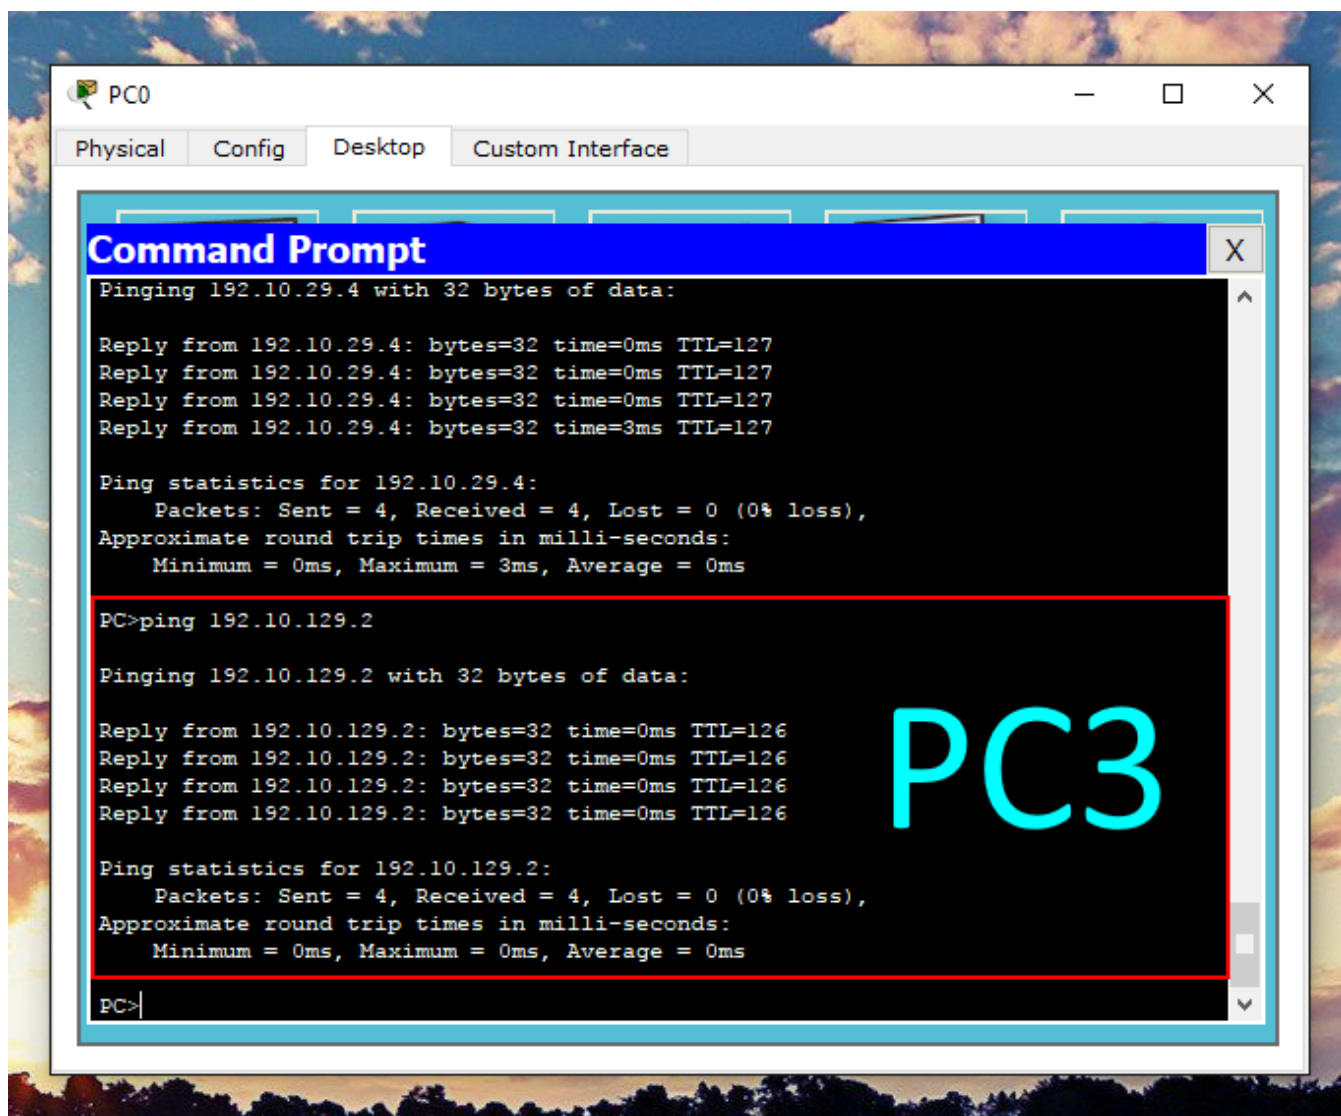 PC0
Physical Config Desktop Custom Interface
Command Prompt X
Pinging 192.10.29.4 with 32 bytes of data:
Reply from 192.10.29.4: bytes=32 time=0ms TTL=127
Reply from 192.10.29.4: bytes=32 time=0ms TTL=127
Reply from 192.10.29.4: bytes=32 time=0ms TTL=127
Reply from 192.10.29.4: bytes=32 time=3ms TTL=127
Ping statistics for 192.10.29.4:
Packets: Sent = 4, Received = 4, Lost = 0 (0% loss),
Approximate round trip times in milli-seconds:
Minimum = 0ms, Maximum = 3ms, Average = 0ms
PC>ping 192.10.129.2
Pinging 192.10.129.2 with 32 bytes of data:
Reply from 192.10.129.2: bytes=32 time=0ms TTL=126
Reply from 192.10.129.2: bytes=32 time=0ms TTL=126
Reply from 192.10.129.2: bytes=32 time=0ms TTL=126
Reply from 192.10.129.2: bytes=32 time=0ms TTL=126
PC3
Ping statistics for 192.10.129.2:
Packets: Sent = 4, Received = 4, Lost = 0 (0% loss),
Approximate round trip times in milli-seconds:
Minimum = 0ms, Maximum = 0ms, Average = 0ms
PC>